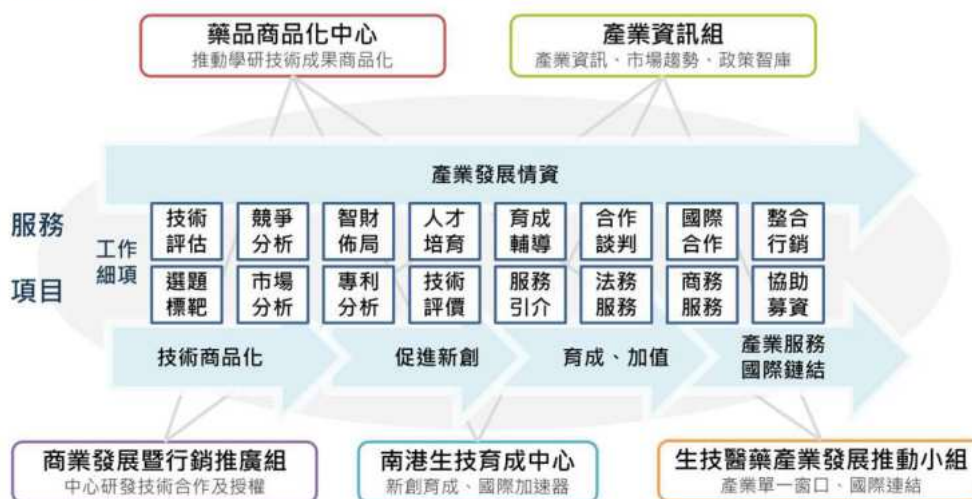 藥品商品化中心
推動學研技術成果商品化
產業資訊組
產業資訊、市場趨勢、政策智庫
產業發展情資
服務
項目
工作
細項
技術
評估
競爭
分析
智財
佈局
人才
培育
育成
輔導
合作
談判
國際
合作
整合
行銷
選題
標靶
市場
分析
專利
分析
技術
評價
服務
引介
法務
服務
商務
服務
協助
募資
技術商品化
促進新創
育成、加值
產業服務
國際鏈結
商業發展暨行銷推廣組
中心研發技術合作及授權
南港生技育成中心
新創育成、國際加速器
生技醫藥產業發展推動小組
產業單一窗口、國際連結